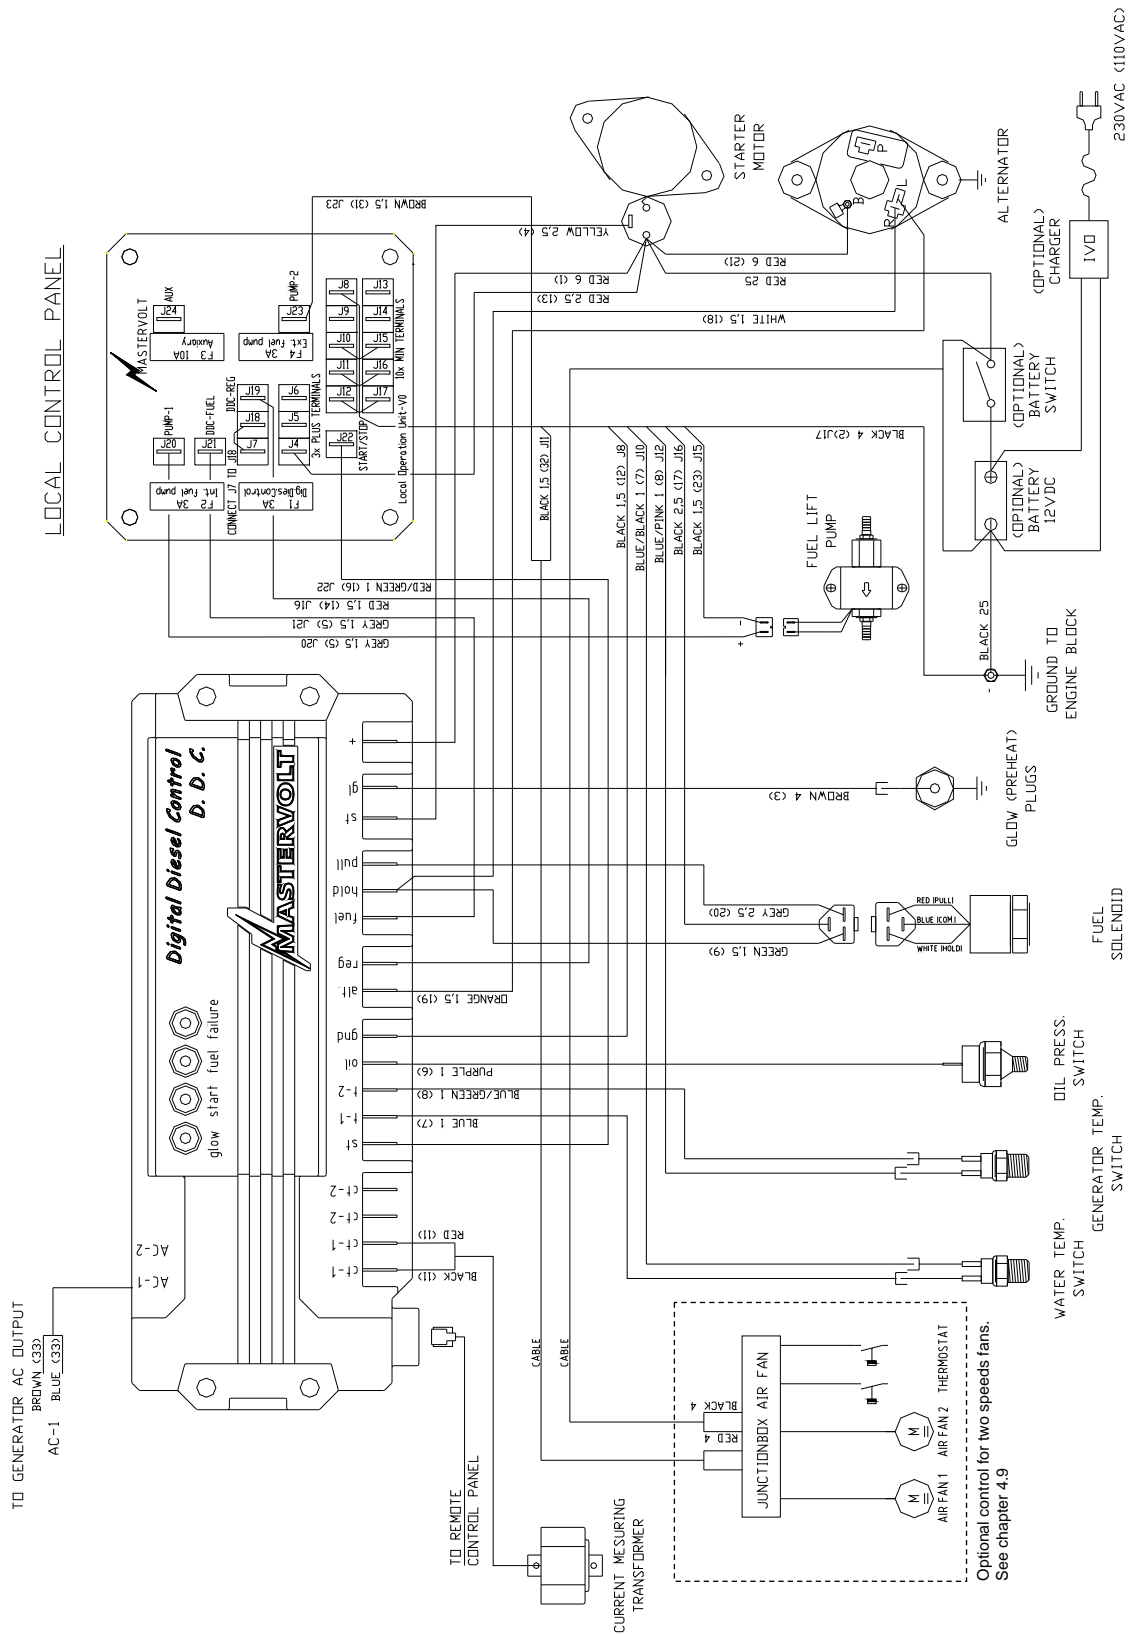 LOCAL CONTROL PANEL
MASTERVOLT
AUX
J24
F3 10A
Auxiary
PUMP-2
J23
F4 3A
Ext. fuel pump
PUMP-1
J20
DDC-FUEL
J21
F2 3A
Int. fuel pump
DDC-REG
J19
J18
J7
CONNECT J7 TO J18
J6
J5
J4
3x PLUS TERMINALS
F1 3A
Dig.Dies.Control
J22
START/STOP
J8
J9
J10
J11
J12
J13
J14
J15
J16
J17
10x MIN TERMINALS
Local Operation Unit-V0
BROWN 1,5 (31) J23
YELLOW 2,5 (4)
RED 6 (1)
RED 2,5 (13)
RED 6 (21)
RED 25
WHITE 1,5 (18)
BLACK 4 (2)J17
STARTER
MOTOR
B
R
L
P
ALTERNATOR
230VAC (110VAC)
(OPTIONAL)
CHARGER
IVO
(OPTIONAL)
BATTERY
SWITCH
(OPIONAL)
BATTERY
12VDC
BLACK 25
-
GROUND TO
ENGINE BLOCK
BLACK 1,5 (32) J11
BLACK 1,5 (12) J8
BLUE/BLACK 1 (7) J10
BLUE/PINK 1 (8) J12
BLACK 2,5 (17) J16
BLACK 1,5 (23) J15
FUEL LIFT
PUMP
-
+
RED/GREEN 1 (16) J22
RED 1,5 (14) J16
GREY 1,5 (5) J21
GREY 1,5 (5) J20
Digital Diesel Control
D. D. C.
MASTERVOLT
glow start fuel failure
AC-2
AC-1
+
gl
st
pull
hold
fuel
reg
alt.
gnd
oil
t-2
t-1
st
ct-2
ct-2
ct-1
ct-1
BROWN 4 (3)
GLOW (PREHEAT)
PLUGS
GREY 2,5 (20)
GREEN 1,5 (9)
RED (PULL)
BLUE (COM)
WHITE (HOLD)
FUEL
SOLENOID
ORANGE 1,5 (19)
PURPLE 1 (6)
BLUE/GREEN 1 (8)
BLUE 1 (7)
RED (11)
BLACK (11)
OIL PRESS.
SWITCH
GENERATOR TEMP.
SWITCH
WATER TEMP.
SWITCH
TO GENERATOR AC OUTPUT
BROWN (33)
AC-1 BLUE (33)
TO REMOTE
CONTROL PANEL
CURRENT MESURING
TRANSFORMER
CABLE
CABLE
BLACK 4
RED 4
JUNCTIONBOX AIR FAN
M
M
AIR FAN 1
AIR FAN 2
THERMOSTAT
Optional control for two speeds fans.
See chapter 4.9